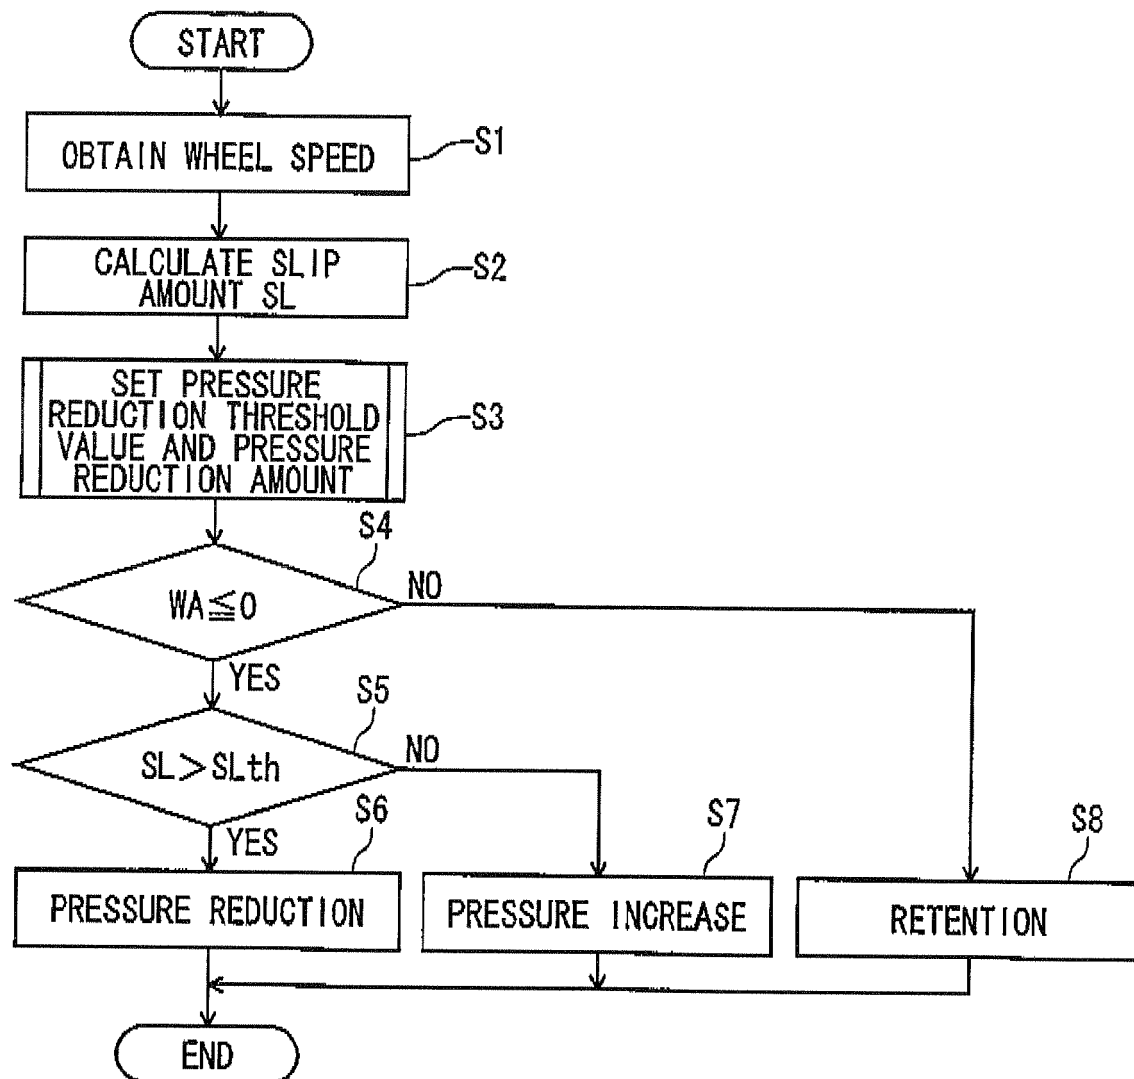 START
OBTAIN WHEEL SPEED
S1
CALCULATE SLIP
AMOUNT SL
S2
SET PRESSURE
REDUCTION THRESHOLD
VALUE AND PRESSURE
REDUCTION AMOUNT
S3
S4
WA≦0
NO
YES
S5
SL>SLth
NO
YES
S6
PRESSURE REDUCTION
S7
PRESSURE INCREASE
S8
RETENTION
END